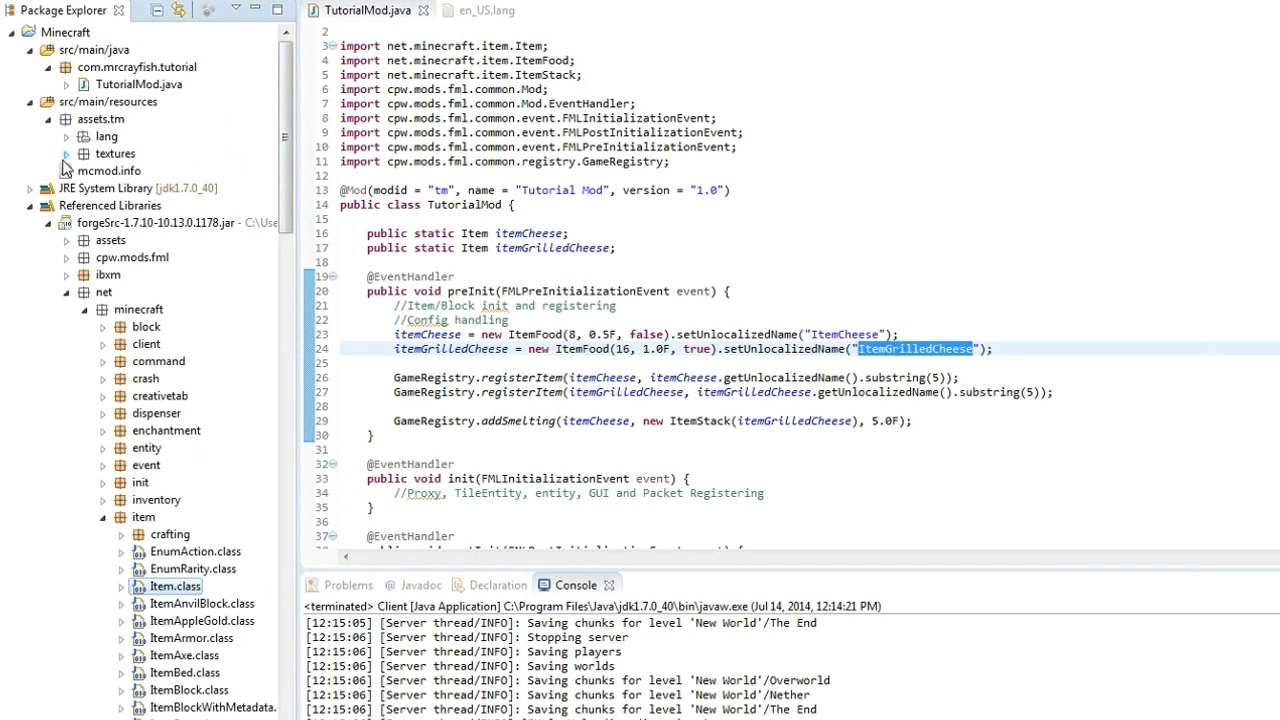 Package Explorer
Minecraft
src/main/java
com.mrcrayfish.tutorial
TutorialMod.java
src/main/resources
assets.tm
lang
textures
mcmod.info
JRE System Library [jdk1.7.0_40]
Referenced Libraries
forgeSrc-1.7.10-10.13.0.1178.jar - C:\Use
assets
cpw.mods.fml
ibxm
net
minecraft
block
client
command
crash
creativetab
dispenser
enchantment
entity
event
init
inventory
item
crafting
EnumAction.class
EnumRarity.class
Item.class
ItemAnvilBlock.class
ItemAppleGold.class
ItemArmor.class
ItemAxe.class
ItemBed.class
ItemBlock.class
ItemBlockWithMetadata.
TutorialMod.java en_US.lang
2
3 import net.minecraft.item.Item;
4 import net.minecraft.item.ItemFood;
5 import net.minecraft.item.ItemStack;
6 import cpw.mods.fml.common.Mod;
7 import cpw.mods.fml.common.Mod.EventHandler;
8 import cpw.mods.fml.common.event.FMLInitializationEvent;
9 import cpw.mods.fml.common.event.FMLPostInitializationEvent;
10 import cpw.mods.fml.common.event.FMLPreInitializationEvent;
11 import cpw.mods.fml.common.registry.GameRegistry;
12
13 @Mod(modid = "tm", name = "Tutorial Mod", version = "1.0")
14 public class TutorialMod {
15
16 public static Item itemCheese;
17 public static Item itemGrilledCheese;
18
19 @EventHandler
20 public void preInit(FMLPreInitializationEvent event) {
21 //Item/Block init and registering
22 //Config handling
23 itemCheese = new ItemFood(8, 0.5F, false).setUnlocalizedName("ItemCheese");
24 itemGrilledCheese = new ItemFood(16, 1.0F, true).setUnlocalizedName("ItemGrilledCheese");
25
26 GameRegistry.registerItem(itemCheese, itemCheese.getUnlocalizedName().substring(5));
27 GameRegistry.registerItem(itemGrilledCheese, itemGrilledCheese.getUnlocalizedName().substring(5));
28
29 GameRegistry.addSmelting(itemCheese, new ItemStack(itemGrilledCheese), 5.0F);
30 }
31
32 @EventHandler
33 public void init(FMLInitializationEvent event) {
34 //Proxy, TileEntity, entity, GUI and Packet Registering
35 }
36
37 @EventHandler
Problems @ Javadoc Declaration Console
<terminated> Client [Java Application] C:\Program Files\Java\jdk1.7.0_40\bin\javaw.exe (Jul 14, 2014, 12:14:21 PM)
[12:15:05] [Server thread/INFO]: Saving chunks for level 'New World'/The End
[12:15:06] [Server thread/INFO]: Stopping server
[12:15:06] [Server thread/INFO]: Saving players
[12:15:06] [Server thread/INFO]: Saving worlds
[12:15:06] [Server thread/INFO]: Saving chunks for level 'New World'/Overworld
[12:15:06] [Server thread/INFO]: Saving chunks for level 'New World'/Nether
[12:15:06] [Server thread/INFO]: Saving chunks for level 'New World'/The End